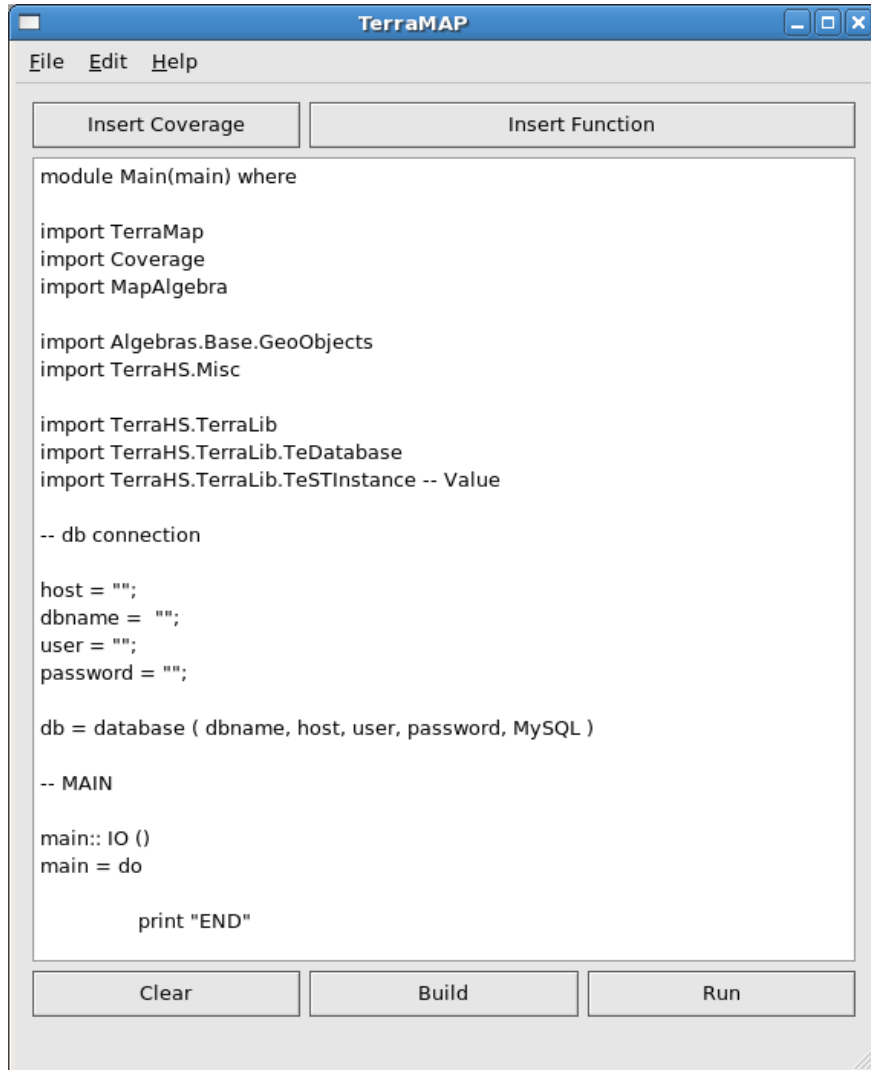 TerraMAP
File Edit Help
Insert Coverage Insert Function
module Main(main) where
import TerraMap
import Coverage
import MapAlgebra
import Algebras.Base.GeoObjects
import TerraHS.Misc
import TerraHS.TerraLib
import TerraHS.TerraLib.TeDatabase
import TerraHS.TerraLib.TeSTInstance -- Value
-- db connection
host = "";
dbname =  "";
user = "";
password = "";
db = database ( dbname, host, user, password, MySQL )
-- MAIN
main:: IO ()
main = do
print "END"
Clear Build Run